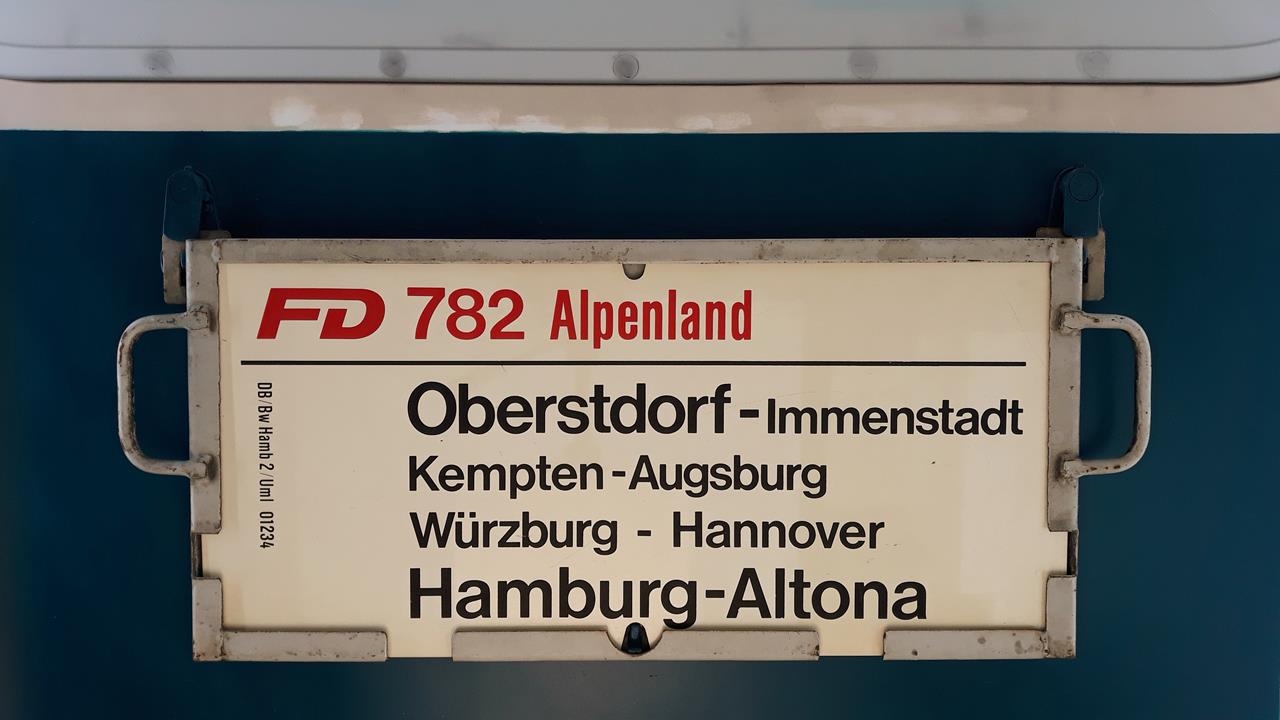 FD 782 Alpenland
Oberstdorf-Immenstadt
Kempten-Augsburg
Würzburg - Hannover
Hamburg-Altona
DB/Bw Hamb 2/Uml 01234